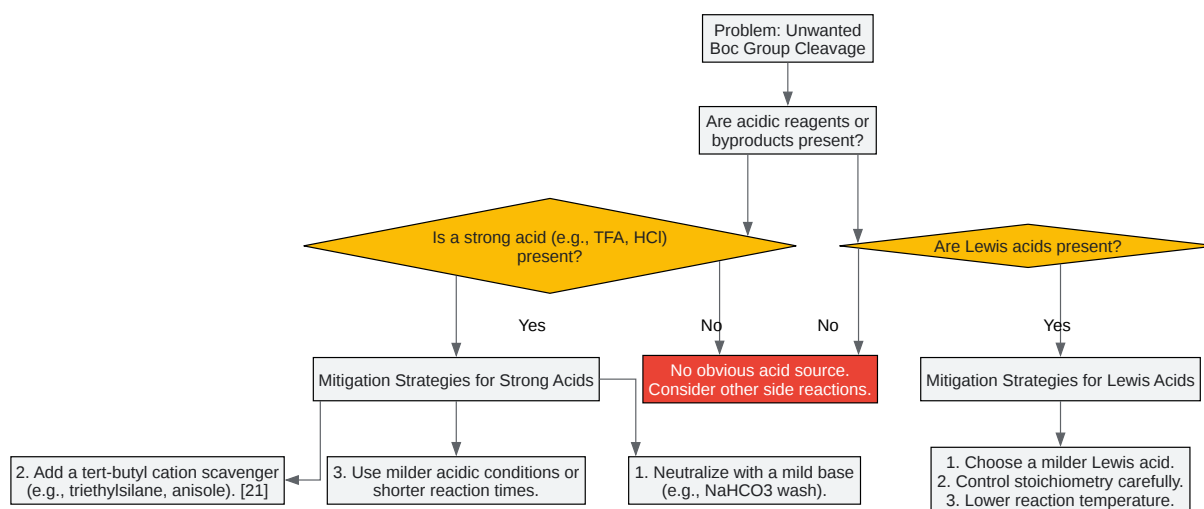 Problem: Unwanted
Boc Group Cleavage
Are acidic reagents or
byproducts present?
Is a strong acid (e.g., TFA, HCl)
present?
Are Lewis acids present?
Yes
No
No
Yes
Mitigation Strategies for Strong Acids
No obvious acid source.
Consider other side reactions.
Mitigation Strategies for Lewis Acids
2. Add a tert-butyl cation scavenger
(e.g., triethylsilane, anisole). [21]
3. Use milder acidic conditions or
shorter reaction times.
1. Neutralize with a mild base
(e.g., NaHCO3 wash).
1. Choose a milder Lewis acid.
2. Control stoichiometry carefully.
3. Lower reaction temperature.